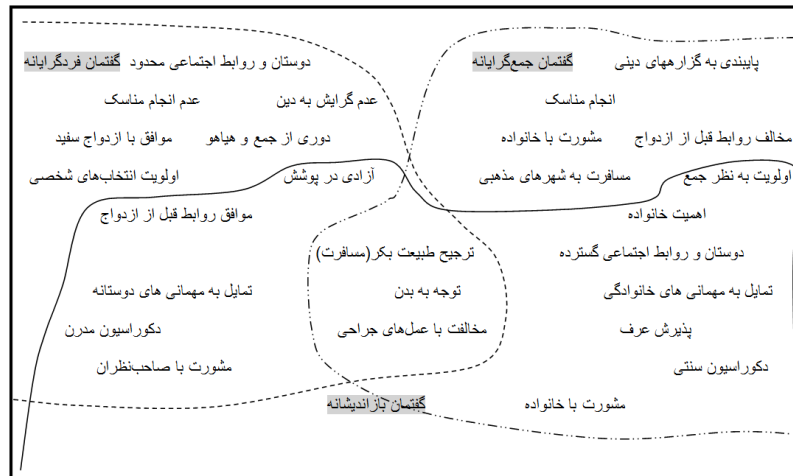 پایبندی به گزارههای دینی گفتمان جمع‌گرایانه دوستان و روابط اجتماعی محدود گفتمان فردگرایانه
انجام مناسک عدم گرایش به دین عدم انجام مناسک
مخالف روابط قبل از ازدواج مشورت با خانواده دوری از جمع و هیاهو موافق با ازدواج سفید
اولویت به نظر جمع مسافرت به شهرهای مذهبی آزادی در پوشش اولویت انتخاب‌های شخصی
اهمیت خانواده موافق روابط قبل از ازدواج
دوستان و روابط اجتماعی گسترده ترجیح طبیعت بکر(مسافرت)
تمایل به مهمانی های خانوادگی توجه به بدن تمایل به مهمانی های دوستانه
پذیرش عرف مخالفت با عمل‌های جراحی دکوراسیون مدرن
دکوراسیون سنتی مشورت با صاحب‌نظران
مشورت با خانواده گفتمان بازاندیشانه